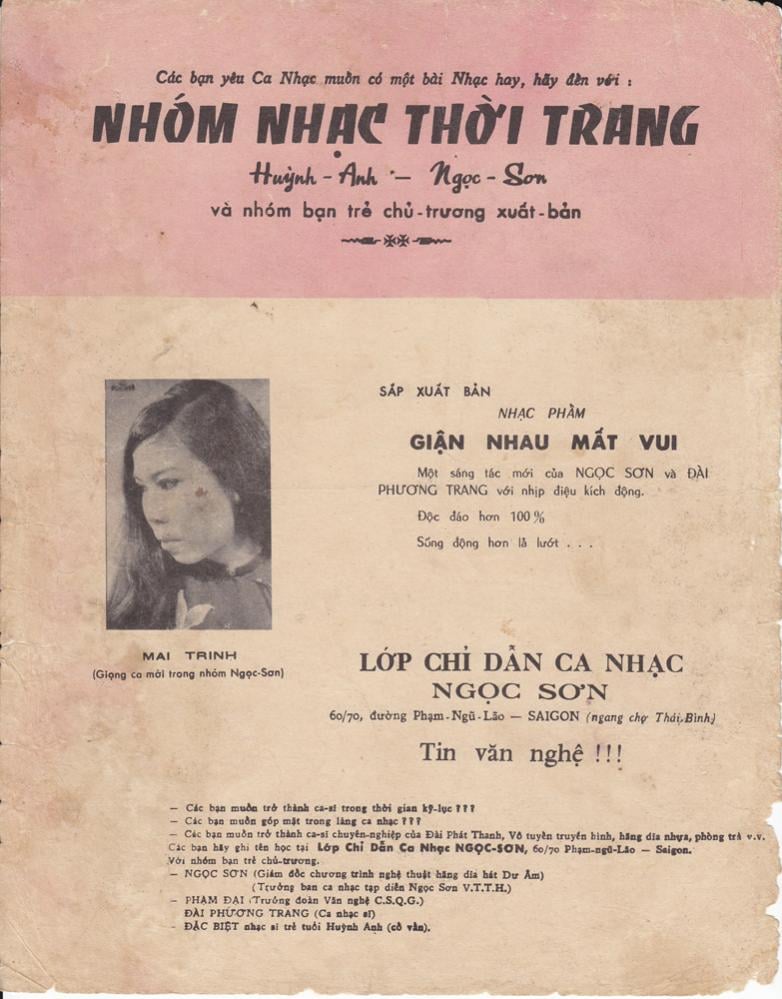 Các bạn yêu Ca Nhạc muốn có một bài Nhạc hay, hãy đến với :
NHÓM NHẠC THỜI TRANG
Huỳnh - Anh — Ngọc - Sơn
và nhóm bạn trẻ chủ-trương xuất-bản
SẮP XUẤT BẢN
NHẠC PHẨM
GIẬN NHAU MẤT VUI
Một sáng tác mới của NGỌC SƠN và ĐÀI
PHƯƠNG TRANG với nhịp điệu kích động.
Độc đáo hơn 100%
Sống động hơn lã lướt . . .
MAI TRINH
(Giọng ca mới trong nhóm Ngọc-Sơn)
LỚP CHỈ DẪN CA NHẠC
NGỌC SƠN
60/70, đường Phạm-Ngũ-Lão — SAIGON (ngang chợ Thái-Bình)
Tin văn nghệ !!!
— Các bạn muốn trở thành ca-sĩ trong thời gian kỷ-lục ???
— Các bạn muốn góp mặt trong làng ca nhạc ???
— Các bạn muốn trở thành ca-sĩ chuyên-nghiệp của Đài Phát Thanh, Vô tuyến truyền hình, hãng dĩa nhựa, phòng trà v.v.
Các bạn hãy ghi tên học tại Lớp Chỉ Dẫn Ca Nhạc NGỌC-SƠN, 60/70 Phạm-ngũ-Lão — Saigon.
Với nhóm bạn trẻ chủ-trương.
— NGỌC SƠN (Giám đốc chương trình nghệ thuật hãng dĩa hát Dư Âm)
(Trưởng ban ca nhạc tạp diễn Ngọc Sơn V.T.T.H.)
— PHẠM ĐẠI (Trưởng đoàn Văn nghệ C.S.Q.G.)
ĐÀI PHƯƠNG TRANG (Ca nhạc sĩ)
— ĐẶC BIỆT nhạc sĩ trẻ tuổi Huỳnh Anh (cố vấn).